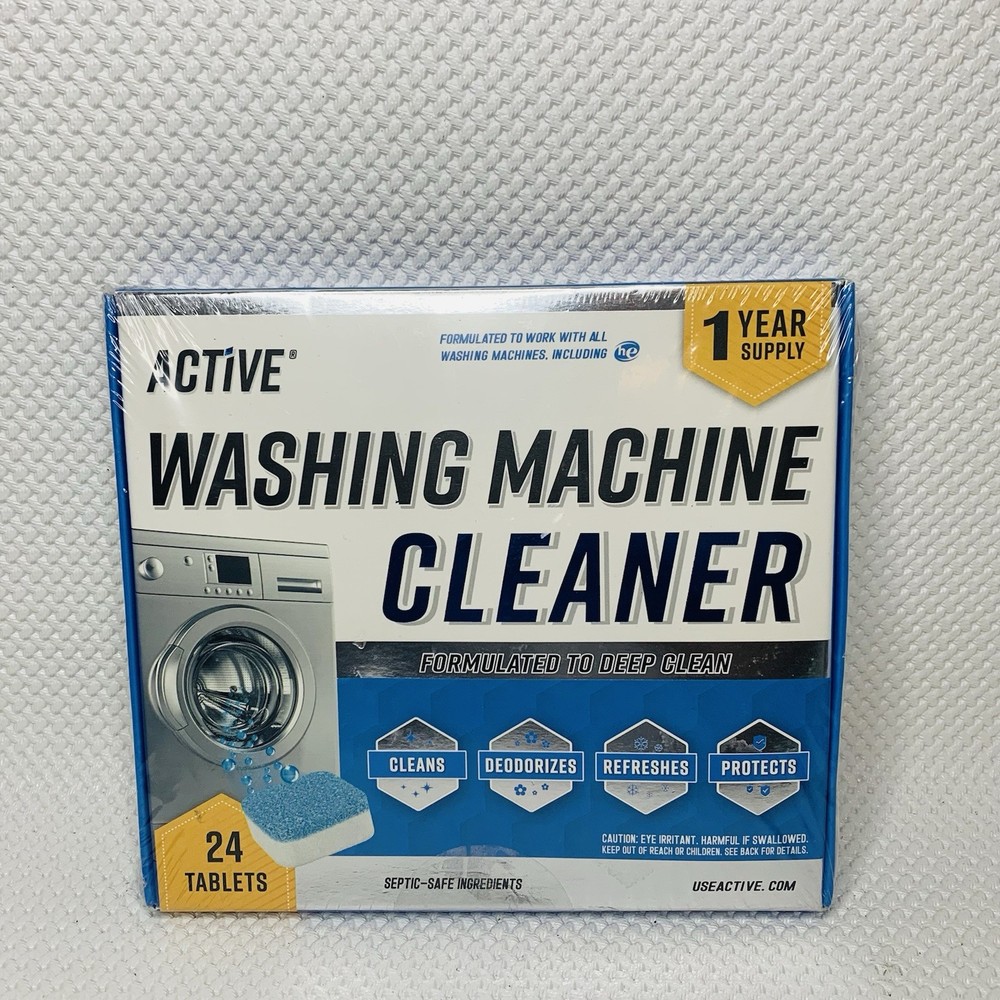 ACTIVE®
FORMULATED TO WORK WITH ALL
WASHING MACHINES, INCLUDING he
1 YEAR
SUPPLY
WASHING MACHINE
CLEANER
FORMULATED TO DEEP CLEAN
CLEANS
DEODORIZES
REFRESHES
PROTECTS
CAUTION: EYE IRRITANT. HARMFUL IF SWALLOWED.
KEEP OUT OF REACH OR CHILDREN. SEE BACK FOR DETAILS.
24
TABLETS
SEPTIC-SAFE INGREDIENTS
USEACTIVE.COM